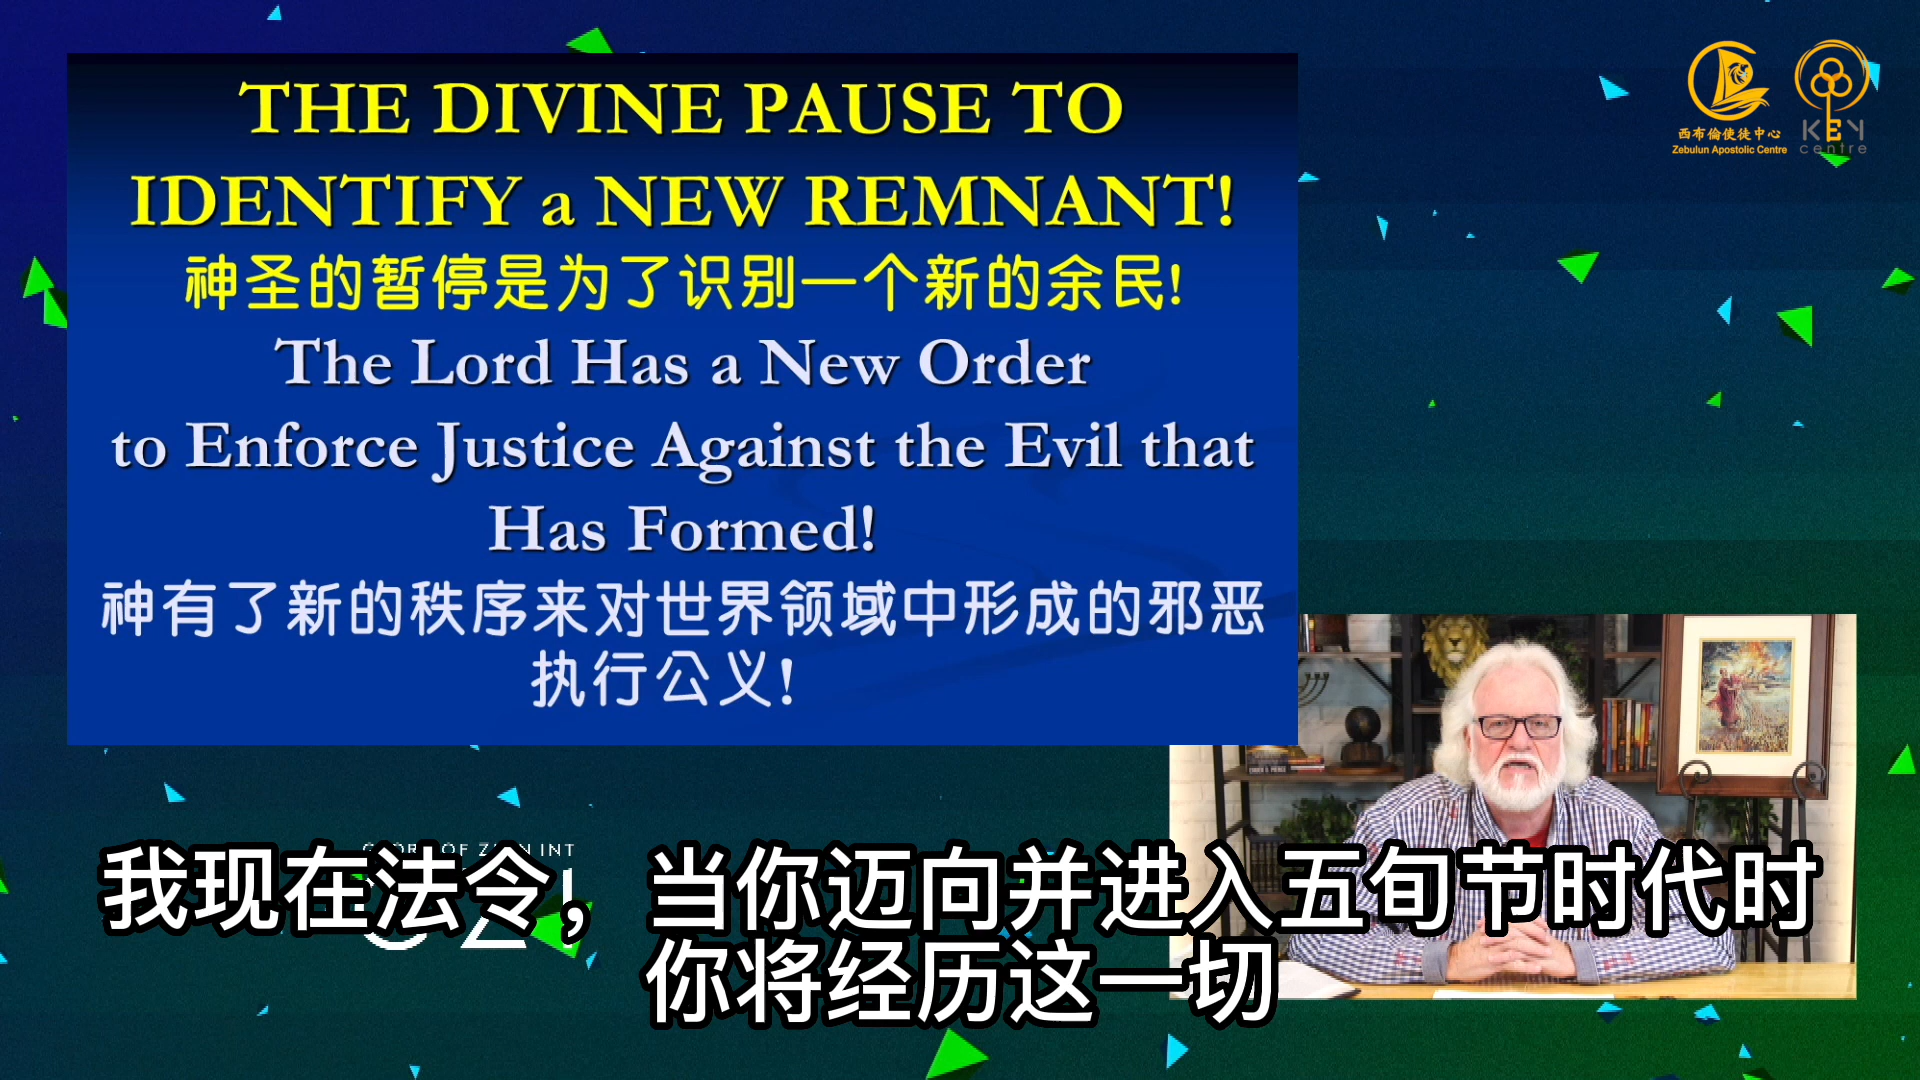 THE DIVINE PAUSE TO
IDENTIFY a NEW REMNANT!
神圣的暂停是为了识别一个新的余民!
The Lord Has a New Order
to Enforce Justice Against the Evil that
Has Formed!
神有了新的秩序来对世界领域中形成的邪恶
执行公义!
西布倫使徒中心
Zebulun Apostolic Centre
KEY
centre
我现在法令，当你迈向并进入五旬节时代时
你将经历这一切